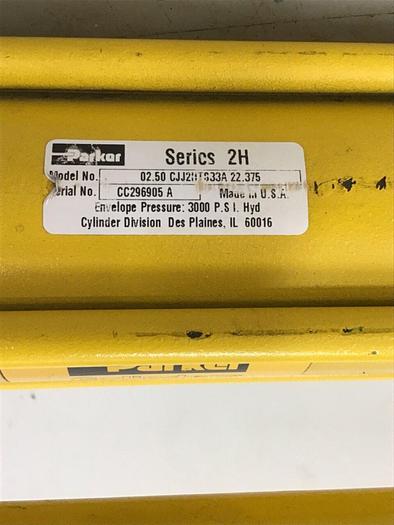 Parker Series 2H
Model No. 02.50 CJJ2HTS33A 22.375
Serial No. CC296905 A Made in U.S.A.
Envelope Pressure: 3000 P.S.I. Hyd
Cylinder Division Des Plaines, IL 60016
Parker